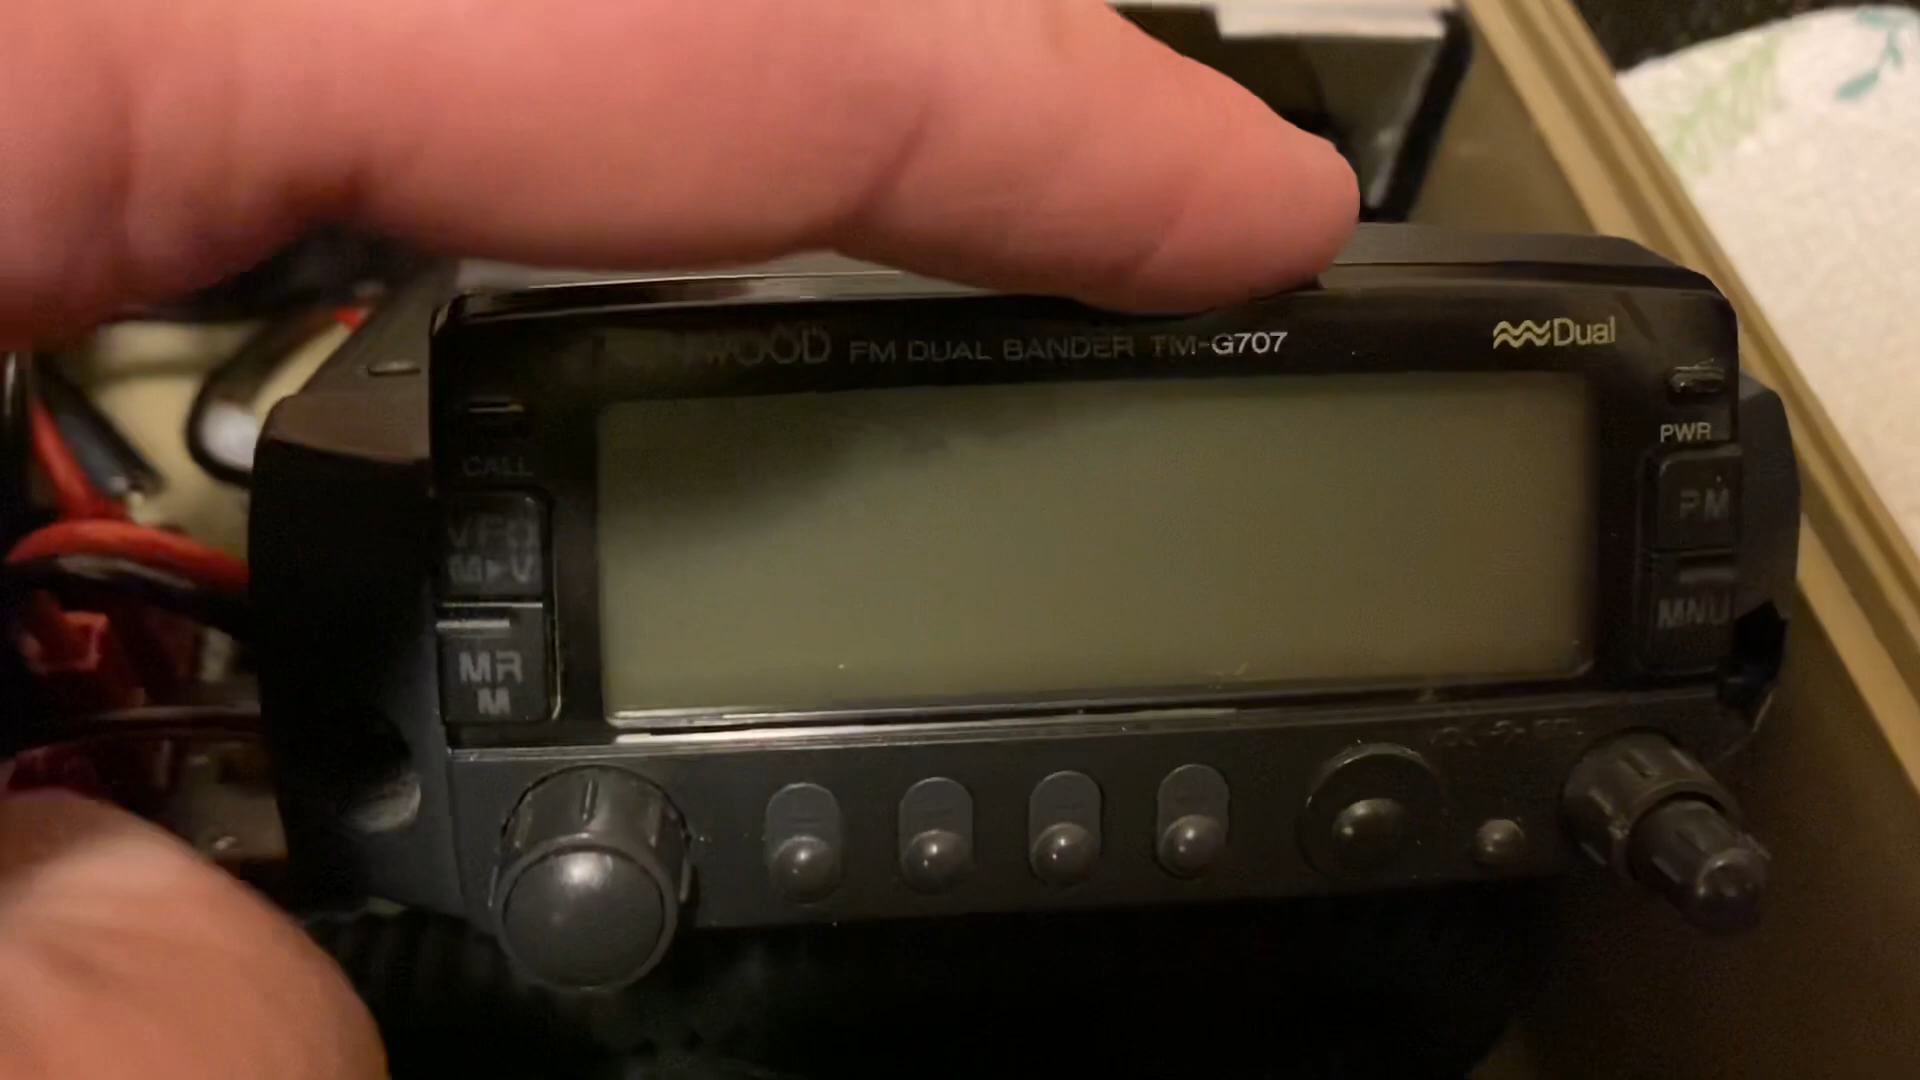 WOOD FM DUAL BANDER TM-G707
Dual
CALL
PWR
VFO
M▶V
PM
MR
M
MNU